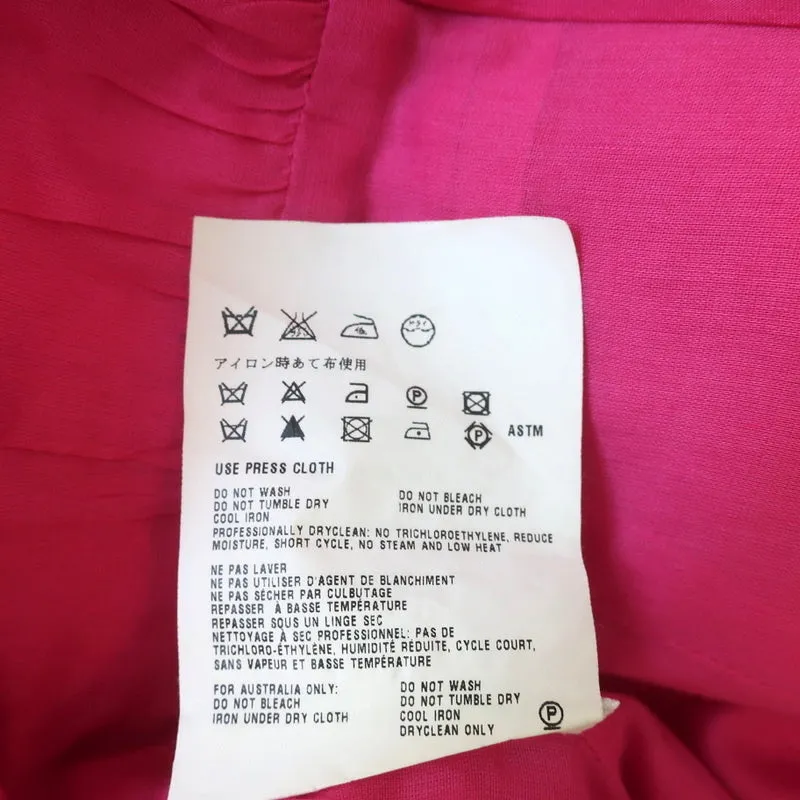 アイロン時あて布使用
P
P ASTM
USE PRESS CLOTH
DO NOT WASH DO NOT BLEACH
DO NOT TUMBLE DRY IRON UNDER DRY CLOTH
COOL IRON
PROFESSIONALLY DRYCLEAN: NO TRICHLOROETHYLENE, REDUCE
MOISTURE, SHORT CYCLE, NO STEAM AND LOW HEAT
NE PAS LAVER
NE PAS UTILISER D'AGENT DE BLANCHIMENT
NE PAS SÉCHER PAR CULBUTAGE
REPASSER À BASSE TEMPÉRATURE
REPASSER SOUS UN LINGE SEC
NETTOYAGE À SEC PROFESSIONNEL: PAS DE
TRICHLORO-ÉTHYLÈNE, HUMIDITÉ RÉDUITE, CYCLE COURT,
SANS VAPEUR ET BASSE TEMPÉRATURE
FOR AUSTRALIA ONLY: DO NOT WASH
DO NOT BLEACH DO NOT TUMBLE DRY
IRON UNDER DRY CLOTH COOL IRON
DRYCLEAN ONLY P